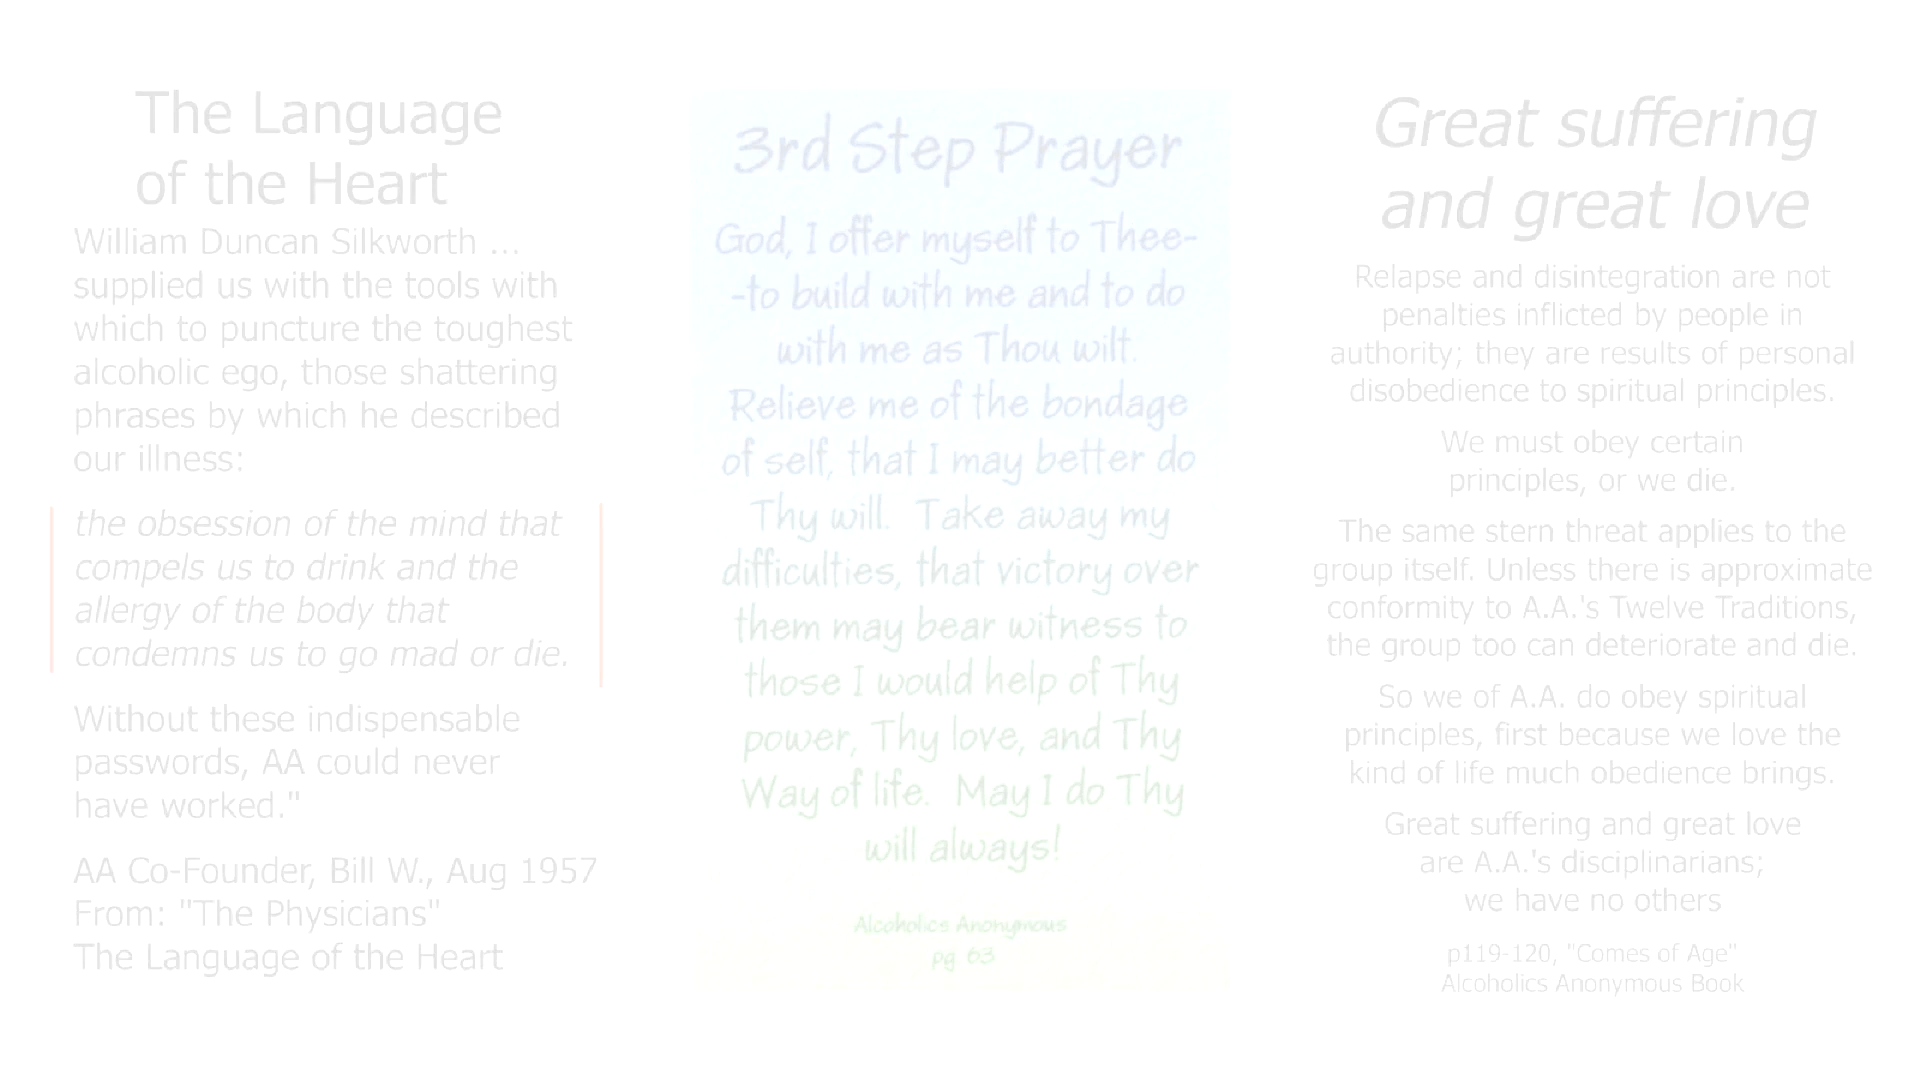 The Language
of the Heart
William Duncan Silkworth ...
supplied us with the tools with
which to puncture the toughest
alcoholic ego, those shattering
phrases by which he described
our illness:
the obsession of the mind that
compels us to drink and the
allergy of the body that
condemns us to go mad or die.
Without these indispensable
passwords, AA could never
have worked."
AA Co-Founder, Bill W., Aug 1957
From: "The Physicians"
The Language of the Heart
3rd Step Prayer
God, I offer myself to Thee-
-to build with me and to do
with me as Thou wilt.
Relieve me of the bondage
of self, that I may better do
Thy will. Take away my
difficulties, that victory over
them may bear witness to
those I would help of Thy
power, Thy love, and Thy
Way of life. May I do Thy
will always!
Alcoholics Anonymous
pg 63
Great suffering
and great love
Relapse and disintegration are not
penalties inflicted by people in
authority; they are results of personal
disobedience to spiritual principles.
We must obey certain
principles, or we die.
The same stern threat applies to the
group itself. Unless there is approximate
conformity to A.A.'s Twelve Traditions,
the group too can deteriorate and die.
So we of A.A. do obey spiritual
principles, first because we love the
kind of life much obedience brings.
Great suffering and great love
are A.A.'s disciplinarians;
we have no others
p119-120, "Comes of Age"
Alcoholics Anonymous Book